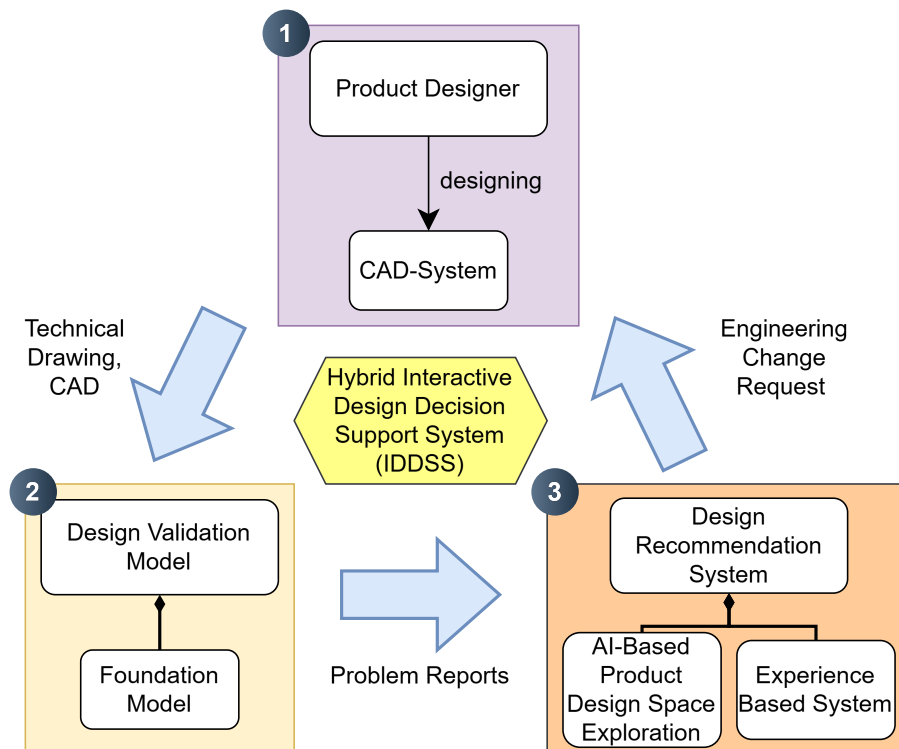 1
Product Designer
designing
CAD-System
Technical
Drawing,
CAD
Hybrid Interactive
Design Decision
Support System
(IDDSS)
Engineering
Change
Request
2
Design Validation
Model
Foundation
Model
Problem Reports
3
Design
Recommendation
System
AI-Based
Product
Design Space
Exploration
Experience
Based System